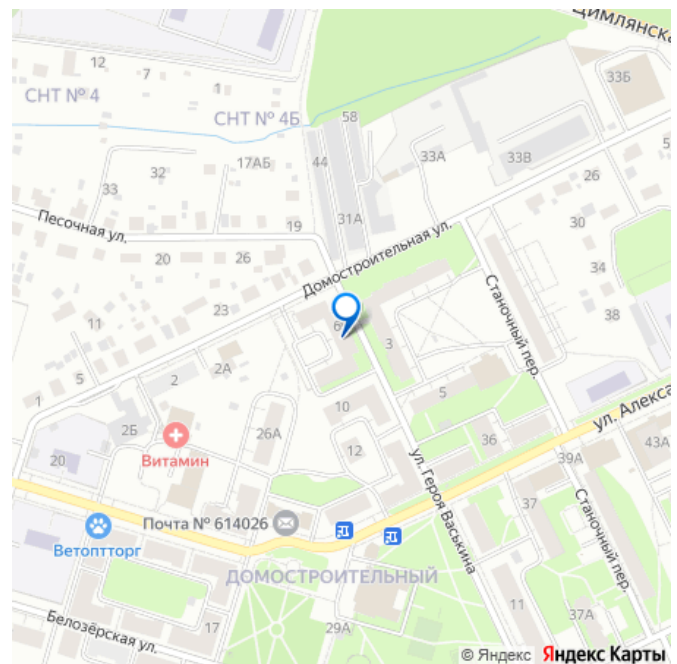 Цимлянска
12
7
1
33Б
СНТ № 4
СНТ № 4Б
58
44
33А
33В
5
17АБ
32
33
26
31А
Песочная ул.
19
30
20
26
Домостроительная ул.
34
23
11
38
Станочный пер.
3
5
2А
2
5
1
ул. Алекса
10
2Б
26А
36
43А
Витамин
12
39А
20
ул. Героя Васькина
37
Почта № 614026
Станочный пер.
Ветоптторг
ДОМОСТРОИТЕЛЬНЫЙ
11
37А
29А
17
Белозёрская ул.
© Яндекс Яндекс Карты